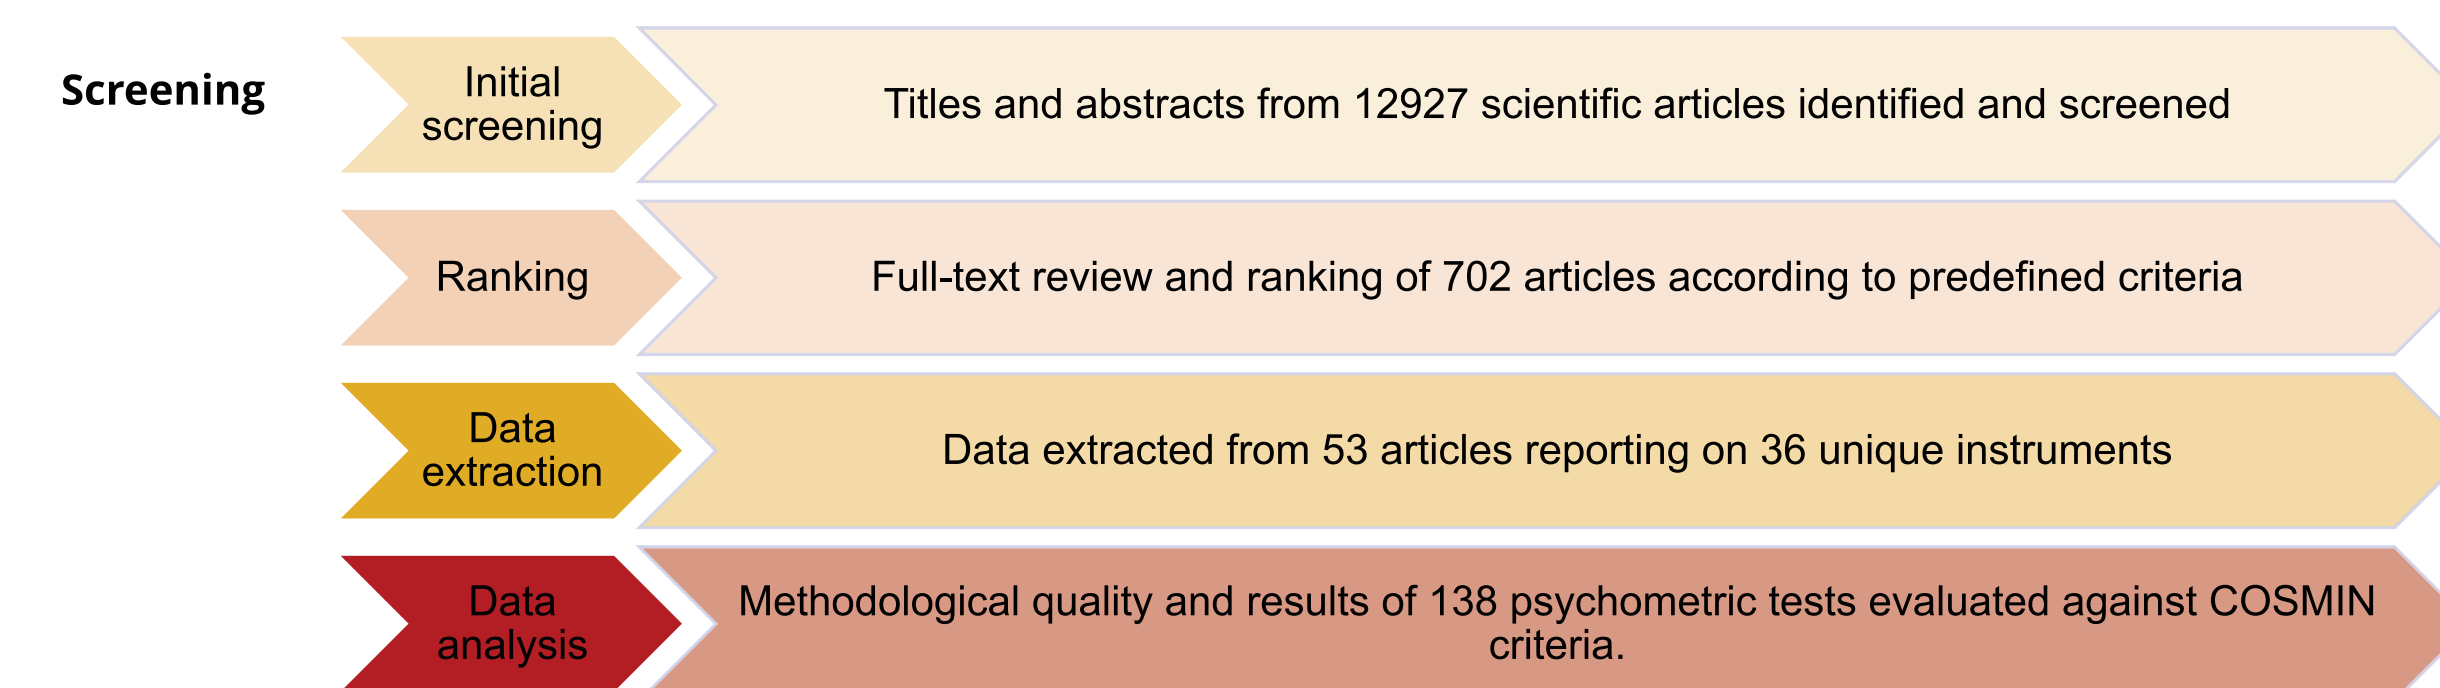 Screening
Initial
screening
Titles and abstracts from 12927 scientific articles identified and screened
Ranking
Full-text review and ranking of 702 articles according to predefined criteria
Data
extraction
Data extracted from 53 articles reporting on 36 unique instruments
Data
analysis
Methodological quality and results of 138 psychometric tests evaluated against COSMIN
criteria.